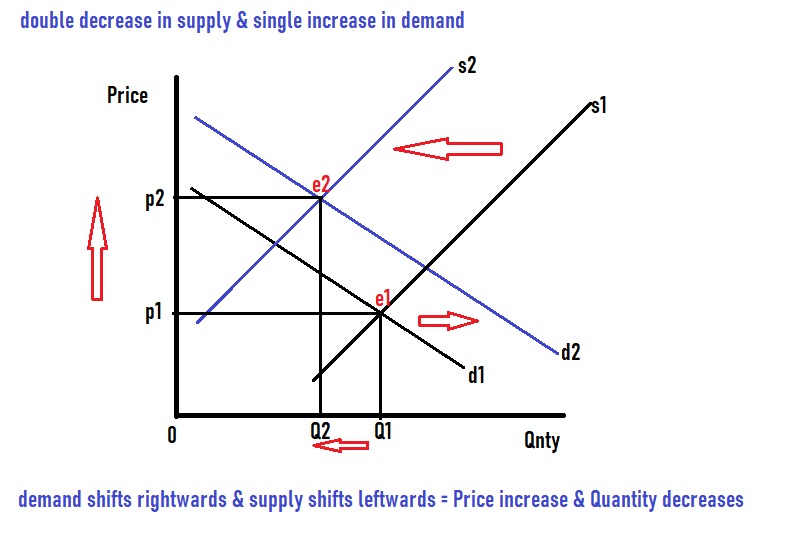 double decrease in supply & single increase in demand
s2
Price
s1
e2
p2
e1
p1
d2
d1
0
Q2
Q1
Qnty
demand shifts rightwards & supply shifts leftwards = Price increase & Quantity decreases